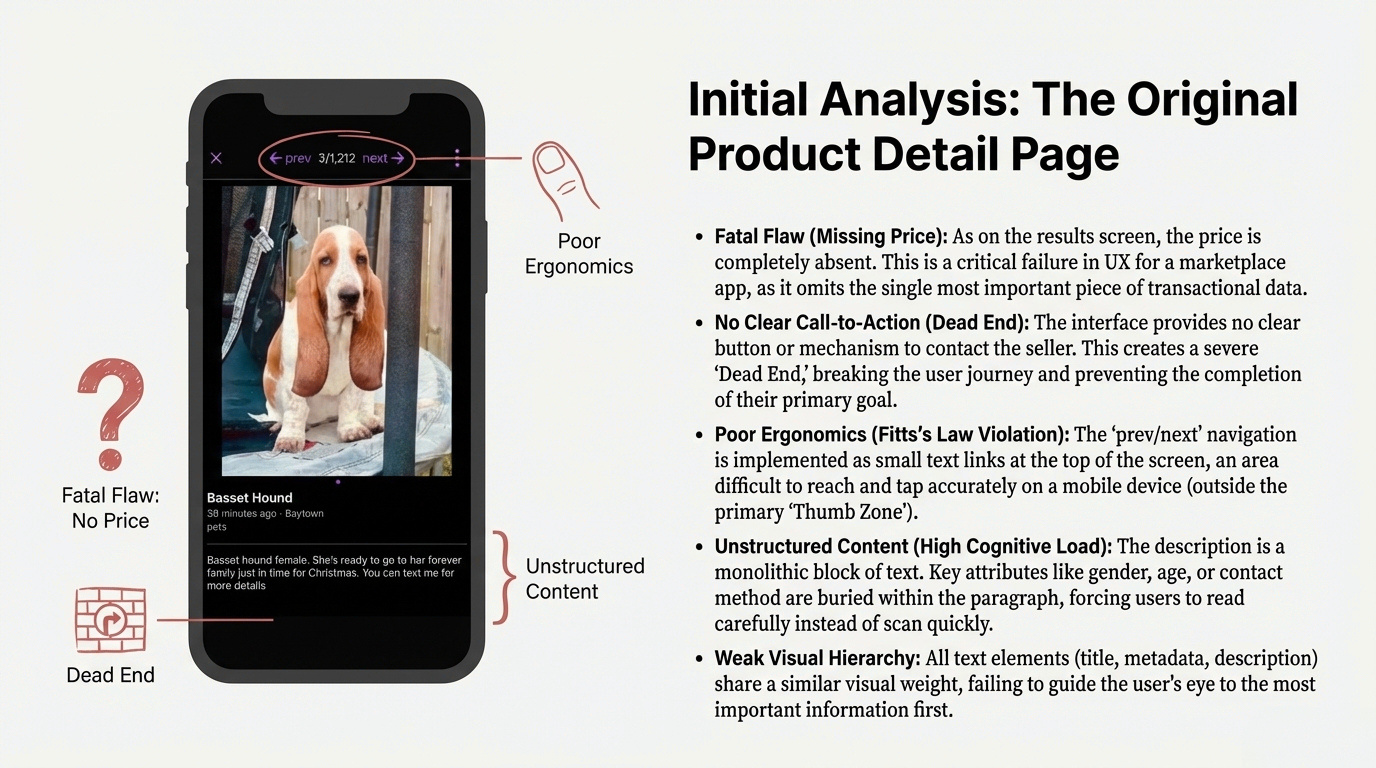 Initial Analysis: The Original
Product Detail Page
← prev 3/1,212 next →
Poor
Ergonomics
Fatal Flaw:
No Price
Basset Hound
38 minutes ago · Baytown
pets
Basset hound female. She's ready to go to har forever
family just in time for Christmas. You can text me fer
more detalls
Unstructured
Content
Dead End
• Fatal Flaw (Missing Price): As on the results screen, the price is
completely absent. This is a critical failure in UX for a marketplace
app, as it omits the single most important piece of transactional data.
• No Clear Call-to-Action (Dead End): The interface provides no clear
button or mechanism to contact the seller. This creates a severe
‘Dead End,’ breaking the user journey and preventing the completion
of their primary goal.
• Poor Ergonomics (Fitts’s Law Violation): The ‘prev/next’ navigation
is implemented as small text links at the top of the screen, an area
difficult to reach and tap accurately on a mobile device (outside the
primary ‘Thumb Zone’).
• Unstructured Content (High Cognitive Load): The description is a
monolithic block of text. Key attributes like gender, age, or contact
method are buried within the paragraph, forcing users to read
carefully instead of scan quickly.
• Weak Visual Hierarchy: All text elements (title, metadata, description)
share a similar visual weight, failing to guide the user's eye to the most
important information first.